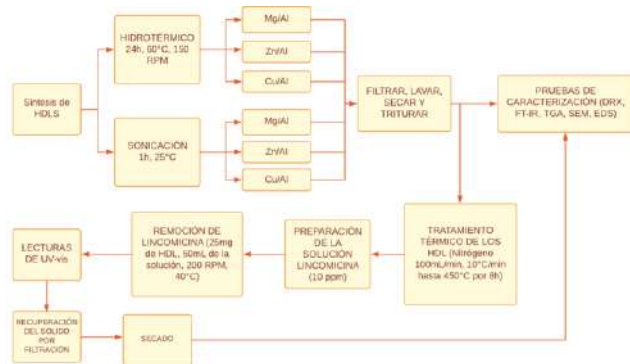 Síntesis de
HDLS
HIDROTÉRMICO
24h, 60°C, 150
RPM
SONICACIÓN
1h, 25°C
Mg/Al
Zn/Al
Cu/Al
Mg/Al
Zn/Al
Cu/Al
FILTRAR, LAVAR,
SECAR Y
TRITURAR
PRUEBAS DE
CARACTERIZACIÓN (DRX,
FT-IR, TGA, SEM, EDS)
TRATAMIENTO
TÉRMICO DE LOS
HDL (Nitrógeno
100mL/min, 10°C/min
hasta 450°C por 8h)
PREPARACIÓN
DE LA
SOLUCIÓN
LINCOMICINA
(10 ppm)
REMOCIÓN DE
LINCOMICINA (25mg
de HDL, 50mL de la
solución, 200 RPM,
40°C)
LECTURAS
DE UV-vis
RECUPERACIÓN
DEL SÓLIDO
POR
FILTRACIÓN
SECADO